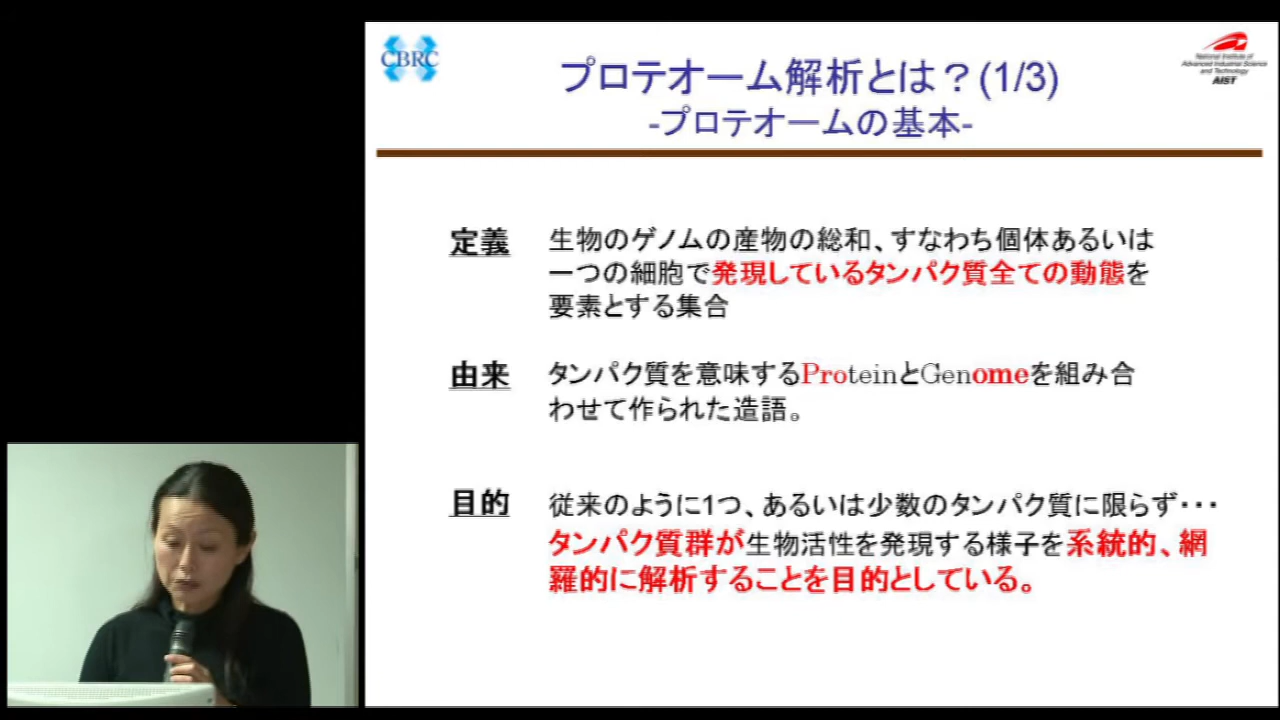 CBRC
プロテオーム解析とは？(1/3)
-プロテオームの基本-
National Institute of
Advanced Industrial Science
and Technology
AIST
定義
生物のゲノムの産物の総和、すなわち個体あるいは
一つの細胞で発現しているタンパク質全ての動態を
要素とする集合
由来
タンパク質を意味するProteinとGenomeを組み合
わせて作られた造語。
目的
従来のように1つ、あるいは少数のタンパク質に限らず･･･
タンパク質群が生物活性を発現する様子を系統的、網
羅的に解析することを目的としている。